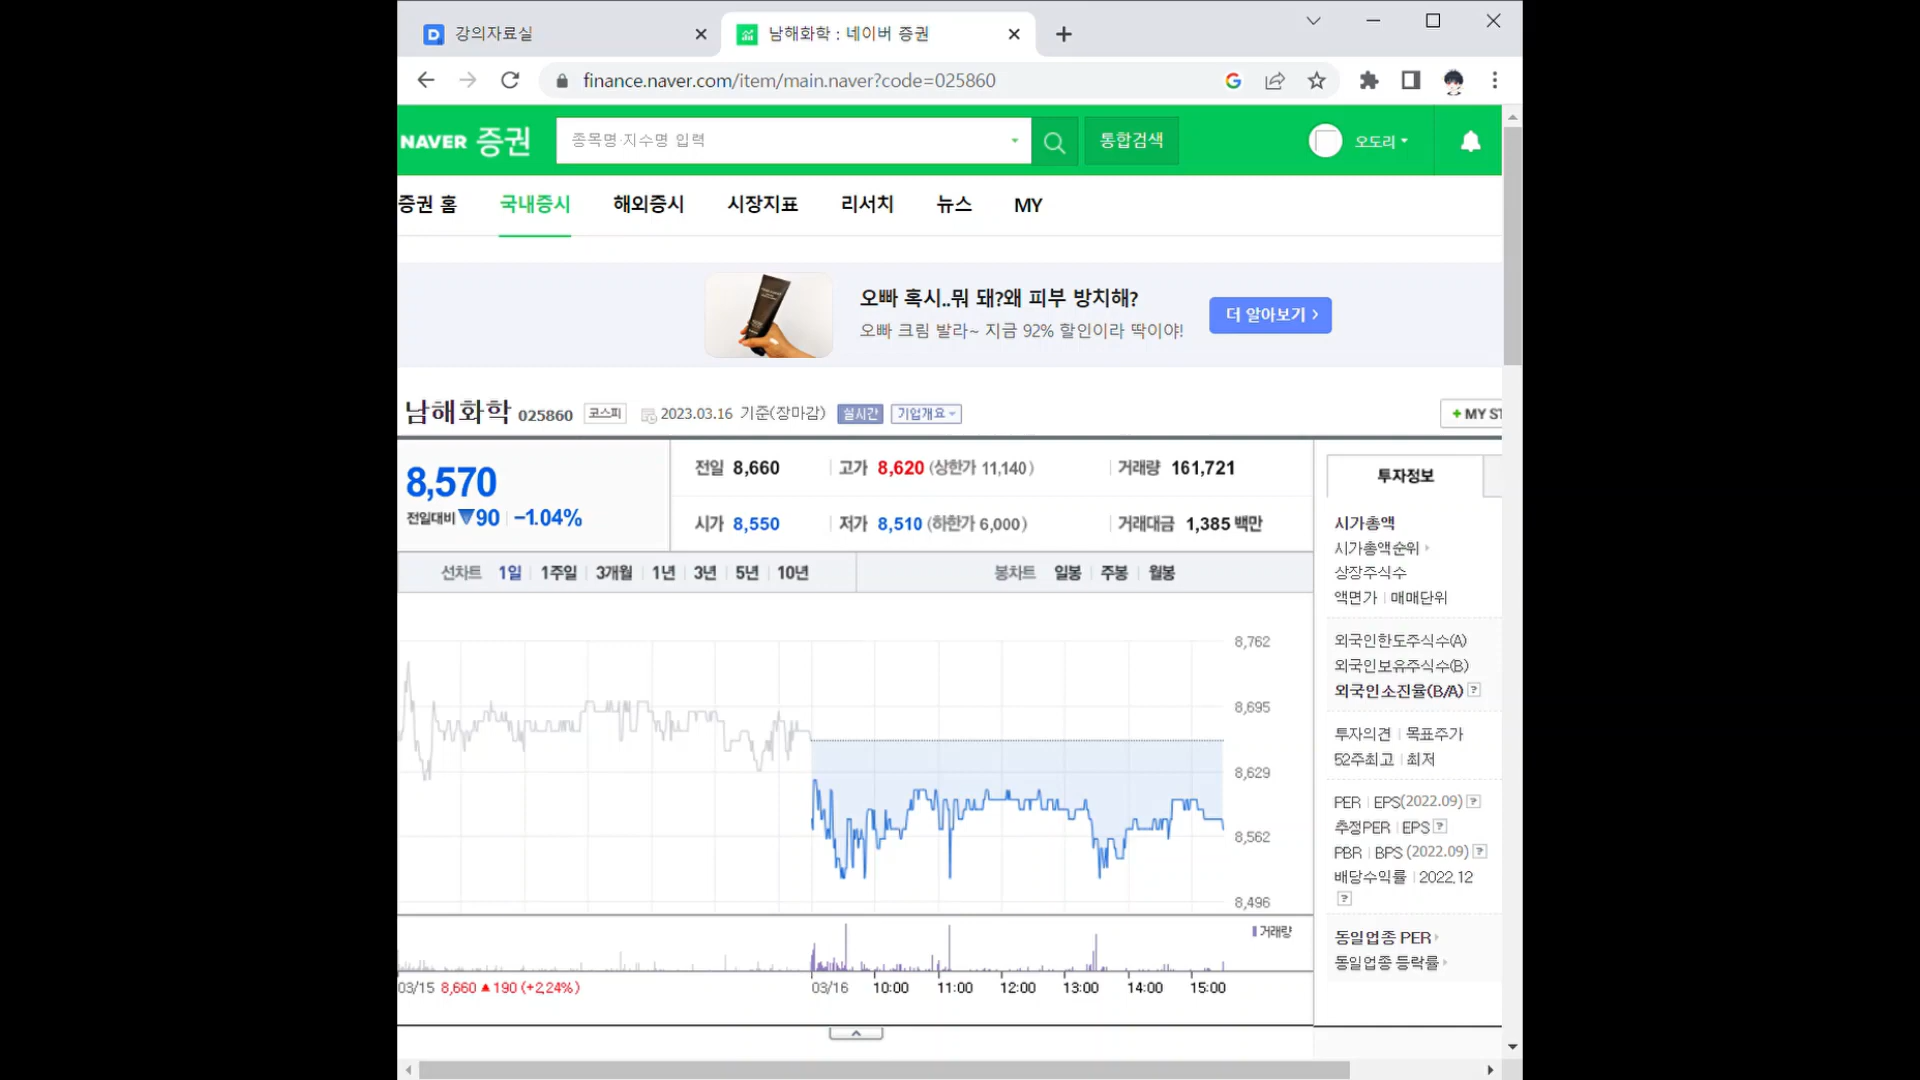 강의자료실
남해화학 : 네이버 증권
finance.naver.com/item/main.naver?code=025860
NAVER 증권
종목명·지수명 입력
통합검색
오도리
증권 홈 국내증시 해외증시 시장지표 리서치 뉴스 MY
오빠 혹시..뭐 돼?왜 피부 방치해?
오빠 크림 발라~ 지금 92% 할인이라 딱이야!
더 알아보기
남해화학 025860 코스피 2023.03.16 기준(장마감) 실시간 기업개요
+ MY ST
8,570
전일대비 ▼90 -1.04%
전일 8,660 고가 8,620 (상한가 11,140) 거래량 161,721
시가 8,550 저가 8,510 (하한가 6,000) 거래대금 1,385 백만
선차트 1일 1주일 3개월 1년 3년 5년 10년
봉차트 일봉 주봉 월봉
8,762
8,695
8,629
8,562
8,496
거래량
03/15 8,660 ▲190 (+2.24%)
03/16 10:00 11:00 12:00 13:00 14:00 15:00
투자정보
시가총액
시가총액순위
상장주식수
액면가 | 매매단위
외국인한도주식수(A)
외국인보유주식수(B)
외국인소진율(B/A) ?
투자의견 | 목표주가
52주최고 | 최저
PER | EPS(2022.09) ?
추정PER | EPS ?
PBR | BPS (2022.09) ?
배당수익률 | 2022.12
?
동일업종 PER
동일업종 등락률